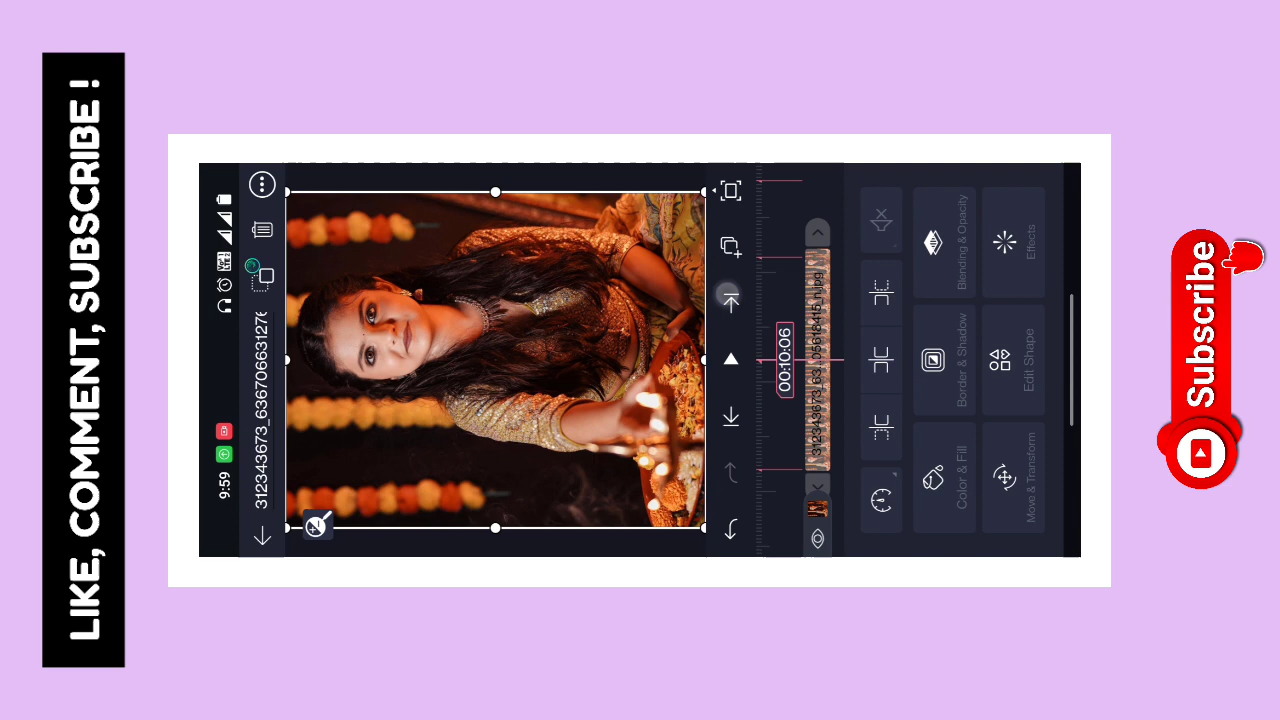 LIKE, COMMENT, SUBSCRIBE !
9:59
00:10:06
Color & Fill
Border & Shadow
Blending & Opacity
Move & Transform
Edit Shape
Effects
Subscribe